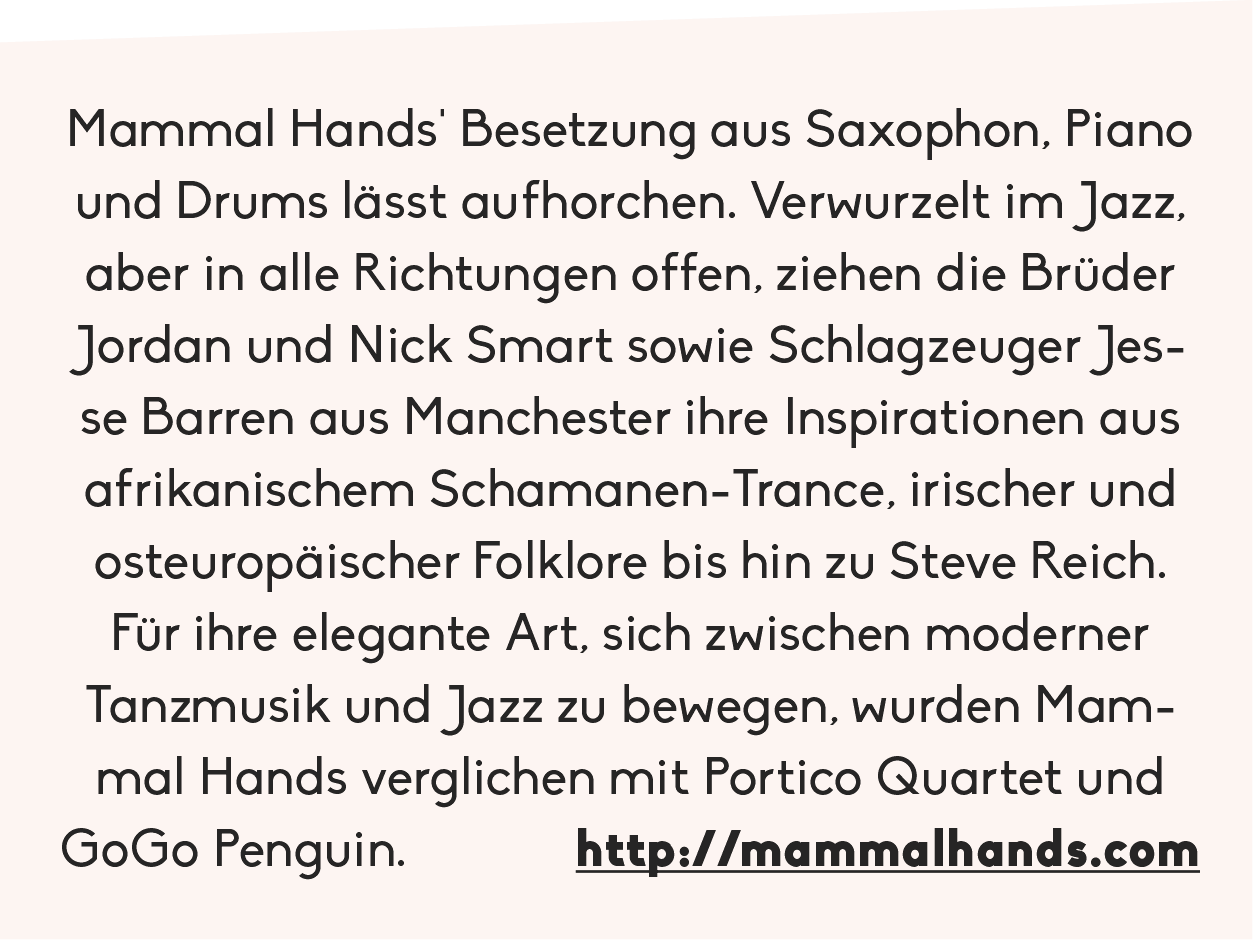 Mammal Hands' Besetzung aus Saxophon, Piano
und Drums lässt aufhorchen. Verwurzelt im Jazz,
aber in alle Richtungen offen, ziehen die Brüder
Jordan und Nick Smart sowie Schlagzeuger Jes-
se Barren aus Manchester ihre Inspirationen aus
afrikanischem Schamanen-Trance, irischer und
osteuropäischer Folklore bis hin zu Steve Reich.
Für ihre elegante Art, sich zwischen moderner
Tanzmusik und Jazz zu bewegen, wurden Mam-
mal Hands verglichen mit Portico Quartet und
GoGo Penguin. http://mammalhands.com